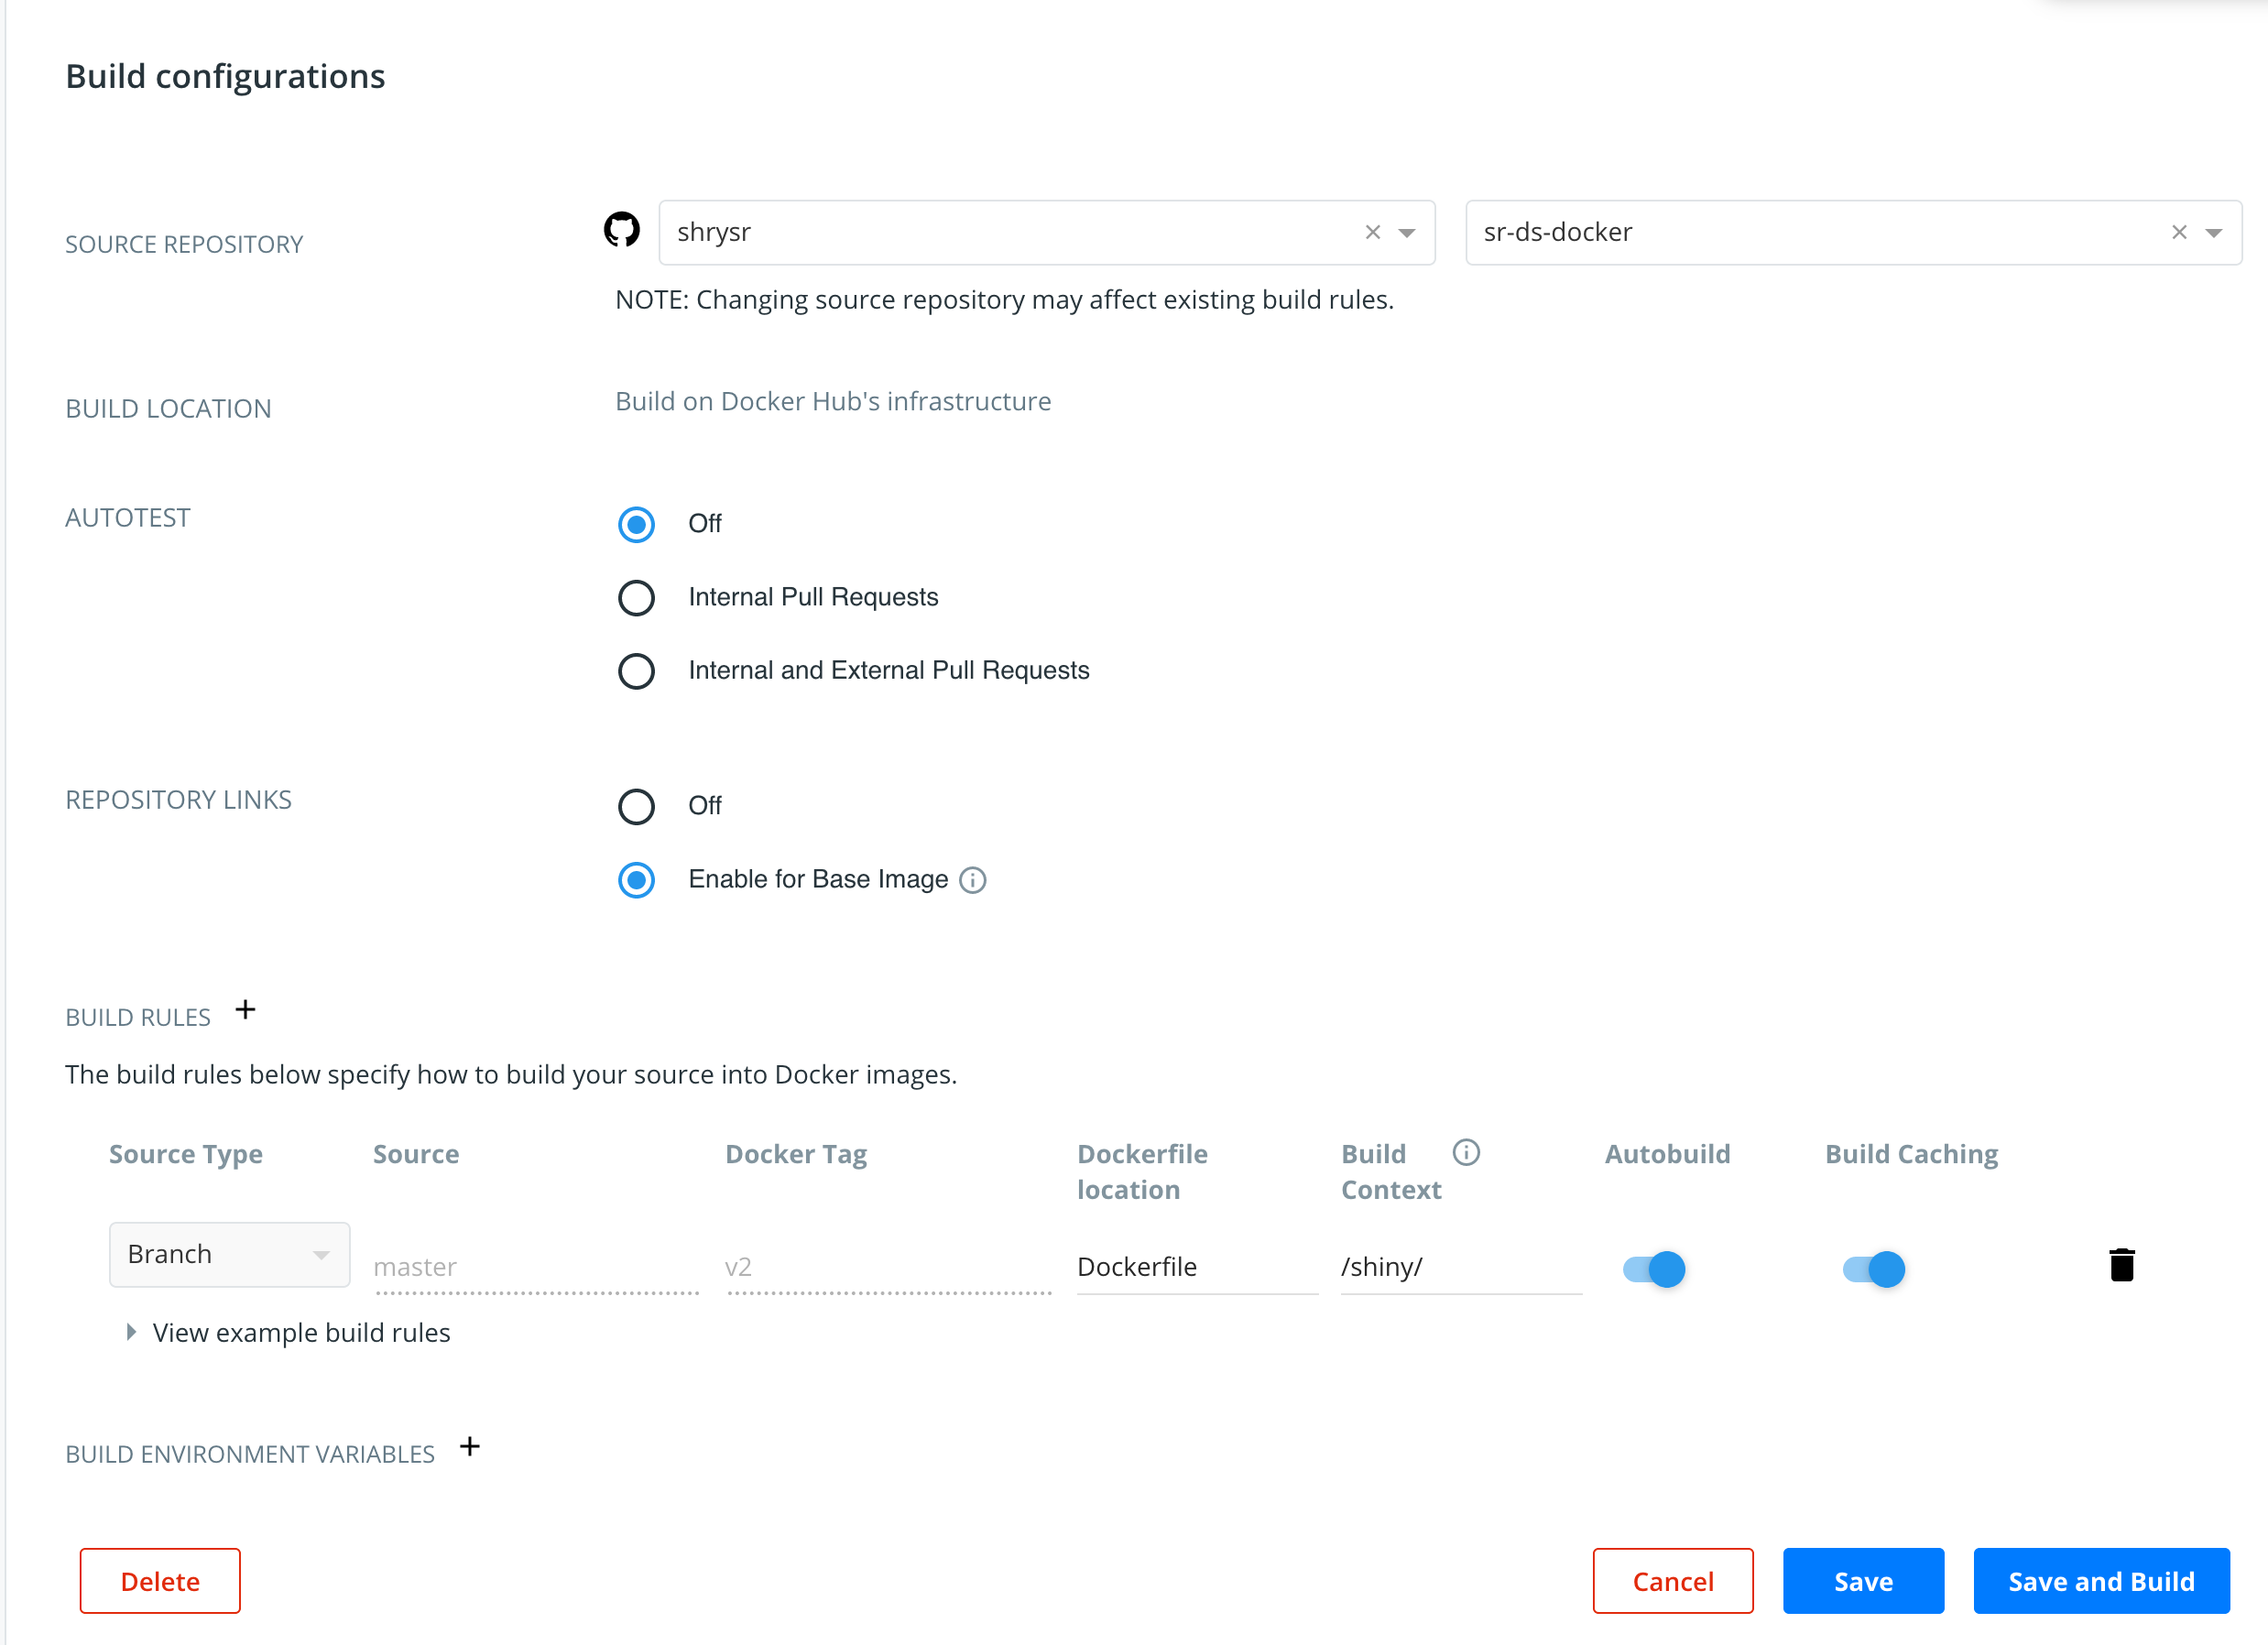 Build configurations
SOURCE REPOSITORY
shrysr
sr-ds-docker
NOTE: Changing source repository may affect existing build rules.
BUILD LOCATION
Build on Docker Hub's infrastructure
AUTOTEST
Off
Internal Pull Requests
Internal and External Pull Requests
REPOSITORY LINKS
Off
Enable for Base Image
BUILD RULES
The build rules below specify how to build your source into Docker images.
Source Type
Source
Docker Tag
Dockerfile
location
Build
Context
Autobuild
Build Caching
Branch
master
v2
Dockerfile
/shiny/
View example build rules
BUILD ENVIRONMENT VARIABLES
Delete
Cancel
Save
Save and Build